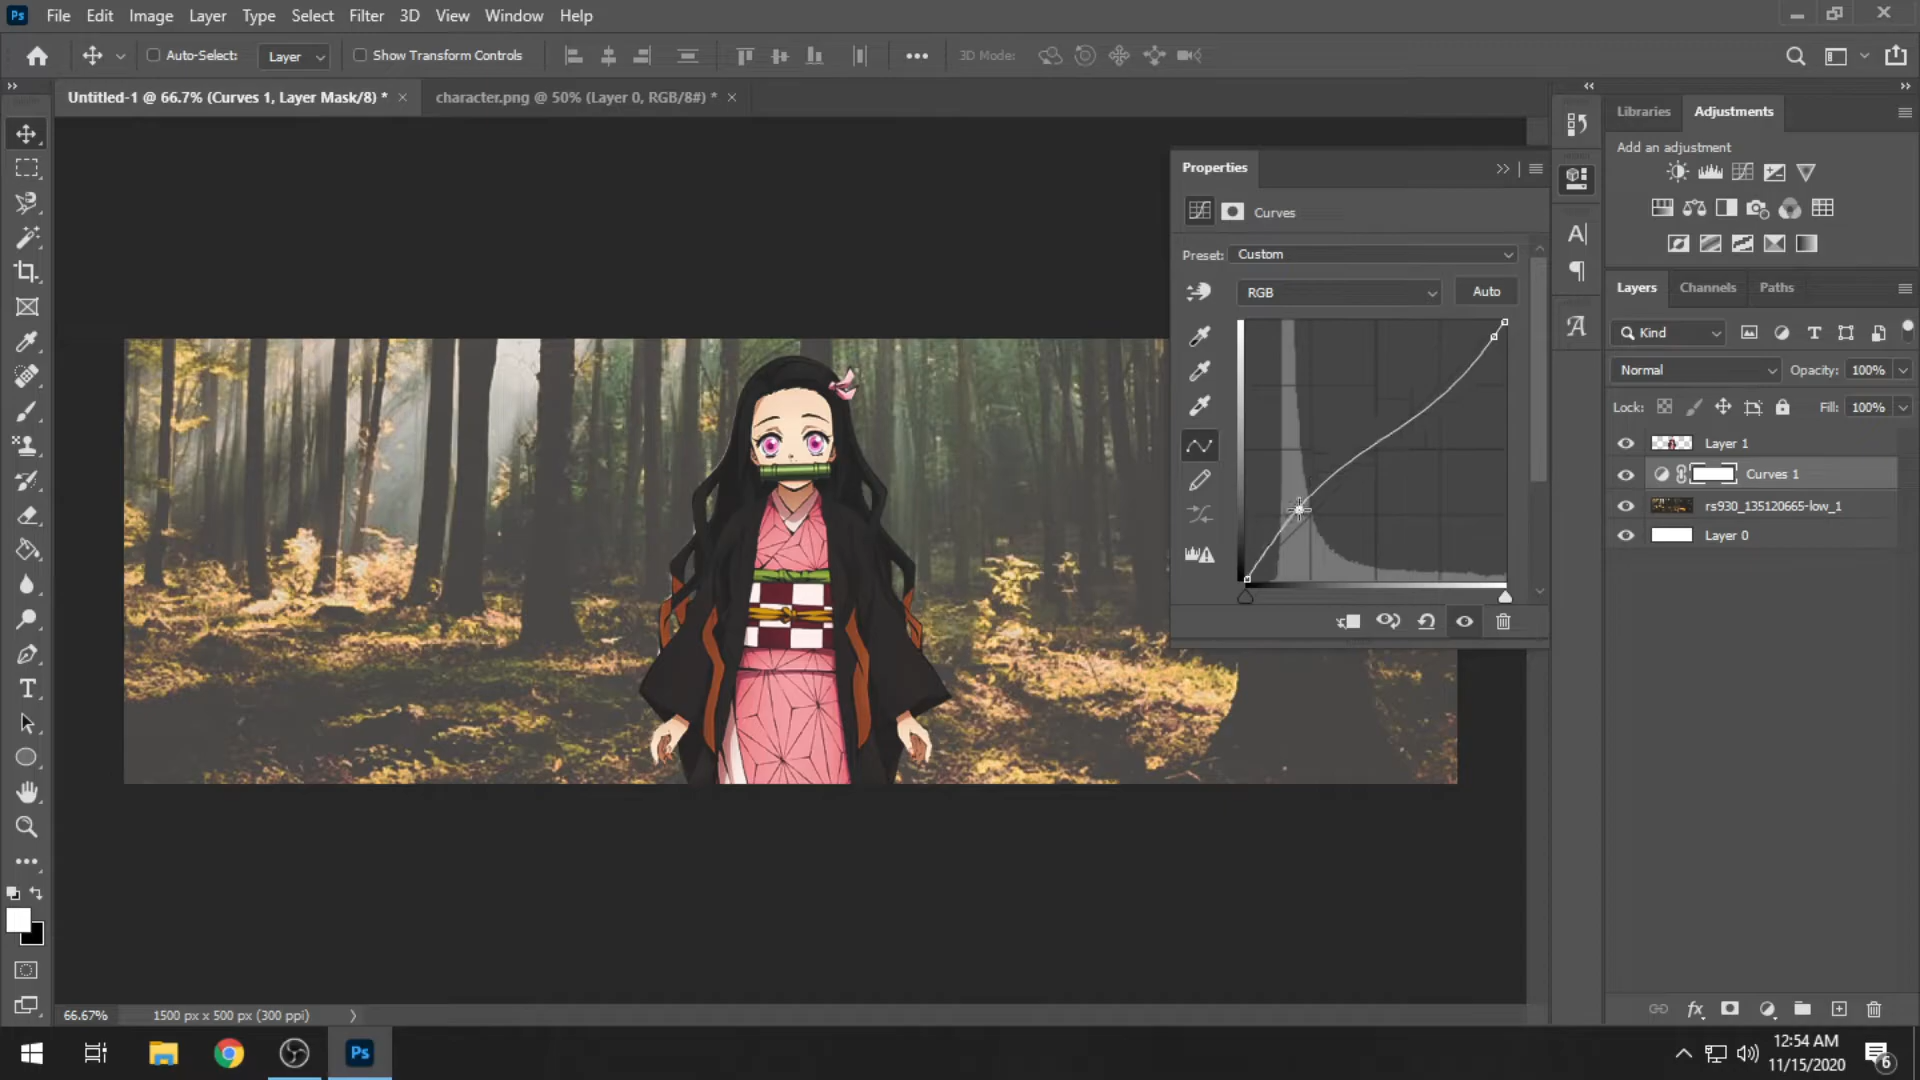 Ps File Edit Image Layer Type Select Filter 3D View Window Help
Auto-Select: Layer Show Transform Controls 3D Mode:
Untitled-1 @ 66.7% (Curves 1, Layer Mask/8) * × character.png @ 50% (Layer 0, RGB/8#) * ×
Libraries Adjustments
Add an adjustment
Properties
Curves
Preset: Custom
RGB Auto
Layers Channels Paths
Kind
Normal Opacity: 100%
Lock: Fill: 100%
Layer 1
Curves 1
rs930_135120665-low_1
Layer 0
66.67% 1500 px x 500 px (300 ppi)
Ps
12:54 AM
11/15/2020
6